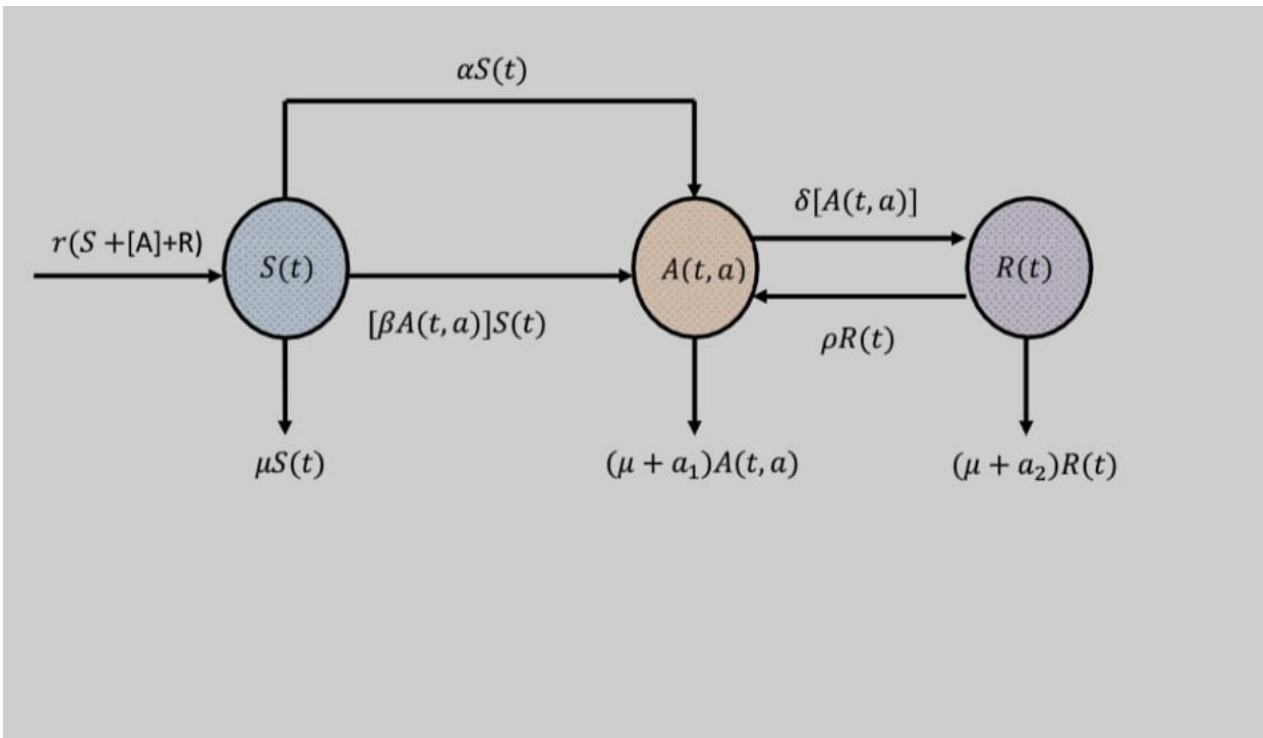 αS(t)
δ[A(t, a)]
r(S +[A]+R)
S(t)
A(t, a)
R(t)
[βA(t, a)]S(t)
ρR(t)
μS(t)
(μ + a₁)A(t, a)
(μ + a₂)R(t)